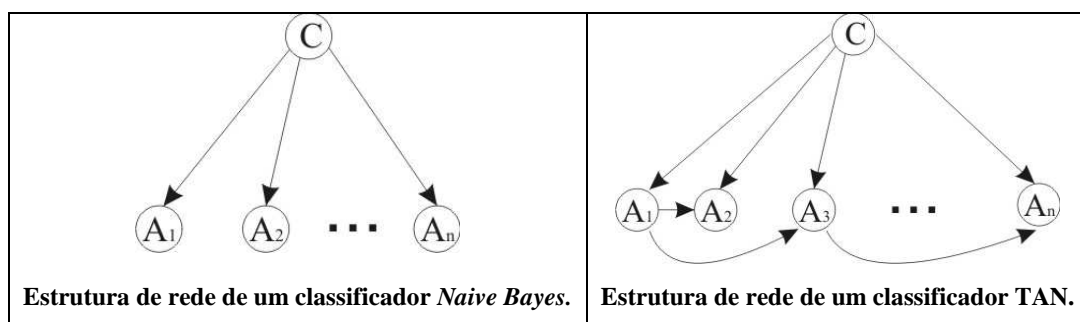 C
A1 A2 ... An
Estrutura de rede de um classificador Naive Bayes.
C
A1 A2 A3 ... An
Estrutura de rede de um classificador TAN.